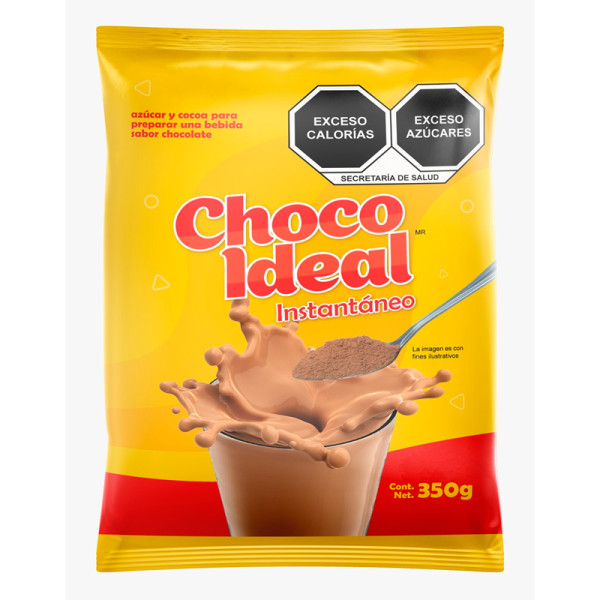 azúcar y cocoa para
preparar una bebida
sabor chocolate
EXCESO
CALORÍAS
EXCESO
AZÚCARES
SECRETARÍA DE SALUD
Choco
Ideal
MR
Instantáneo
La imagen es con
fines ilustrativos
Cont.
Net. 350g